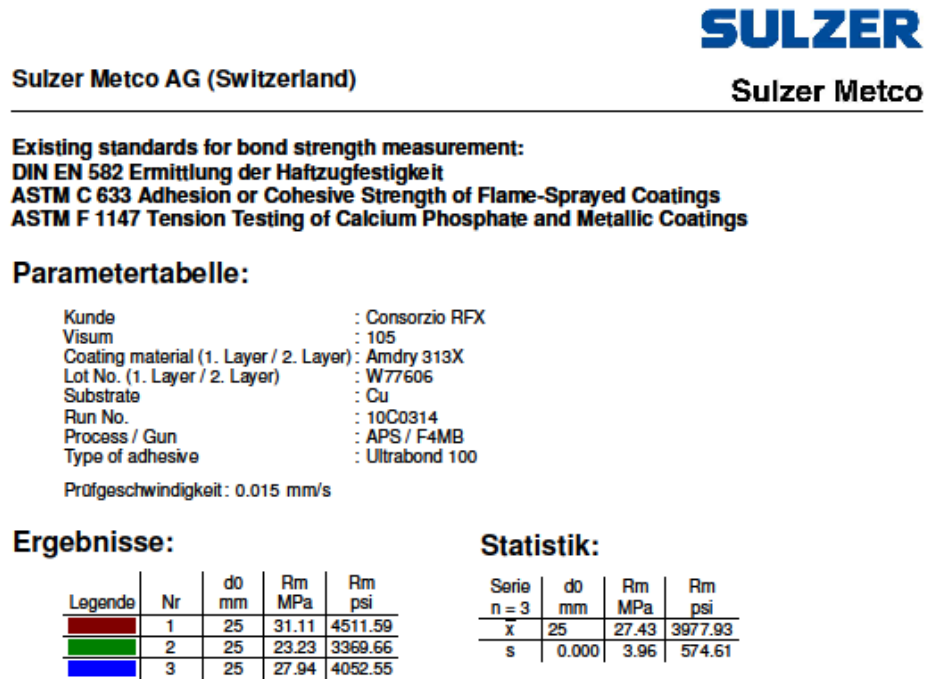 SULZER
Sulzer Metco AG (Switzerland)
Sulzer Metco
Existing standards for bond strength measurement:
DIN EN 582 Ermittlung der Haftzugfestigkeit
ASTM C 633 Adhesion or Cohesive Strength of Flame-Sprayed Coatings
ASTM F 1147 Tension Testing of Calcium Phosphate and Metallic Coatings
Parametertabelle:
Kunde : Consorzio RFX
Visum : 105
Coating material (1. Layer / 2. Layer) : Amdry 313X
Lot No. (1. Layer / 2. Layer) : W77606
Substrate : Cu
Run No. : 10C0314
Process / Gun : APS / F4MB
Type of adhesive : Ultrabond 100
Prüfgeschwindigkeit: 0.015 mm/s
Ergebnisse:
d0 Rm Rm
Legende Nr mm MPa psi
1 25 31.11 4511.59
2 25 23.23 3369.66
3 25 27.94 4052.55
Statistik:
Serie d0 Rm Rm
n = 3 mm MPa psi
x̄ 25 27.43 3977.93
s 0.000 3.96 574.61